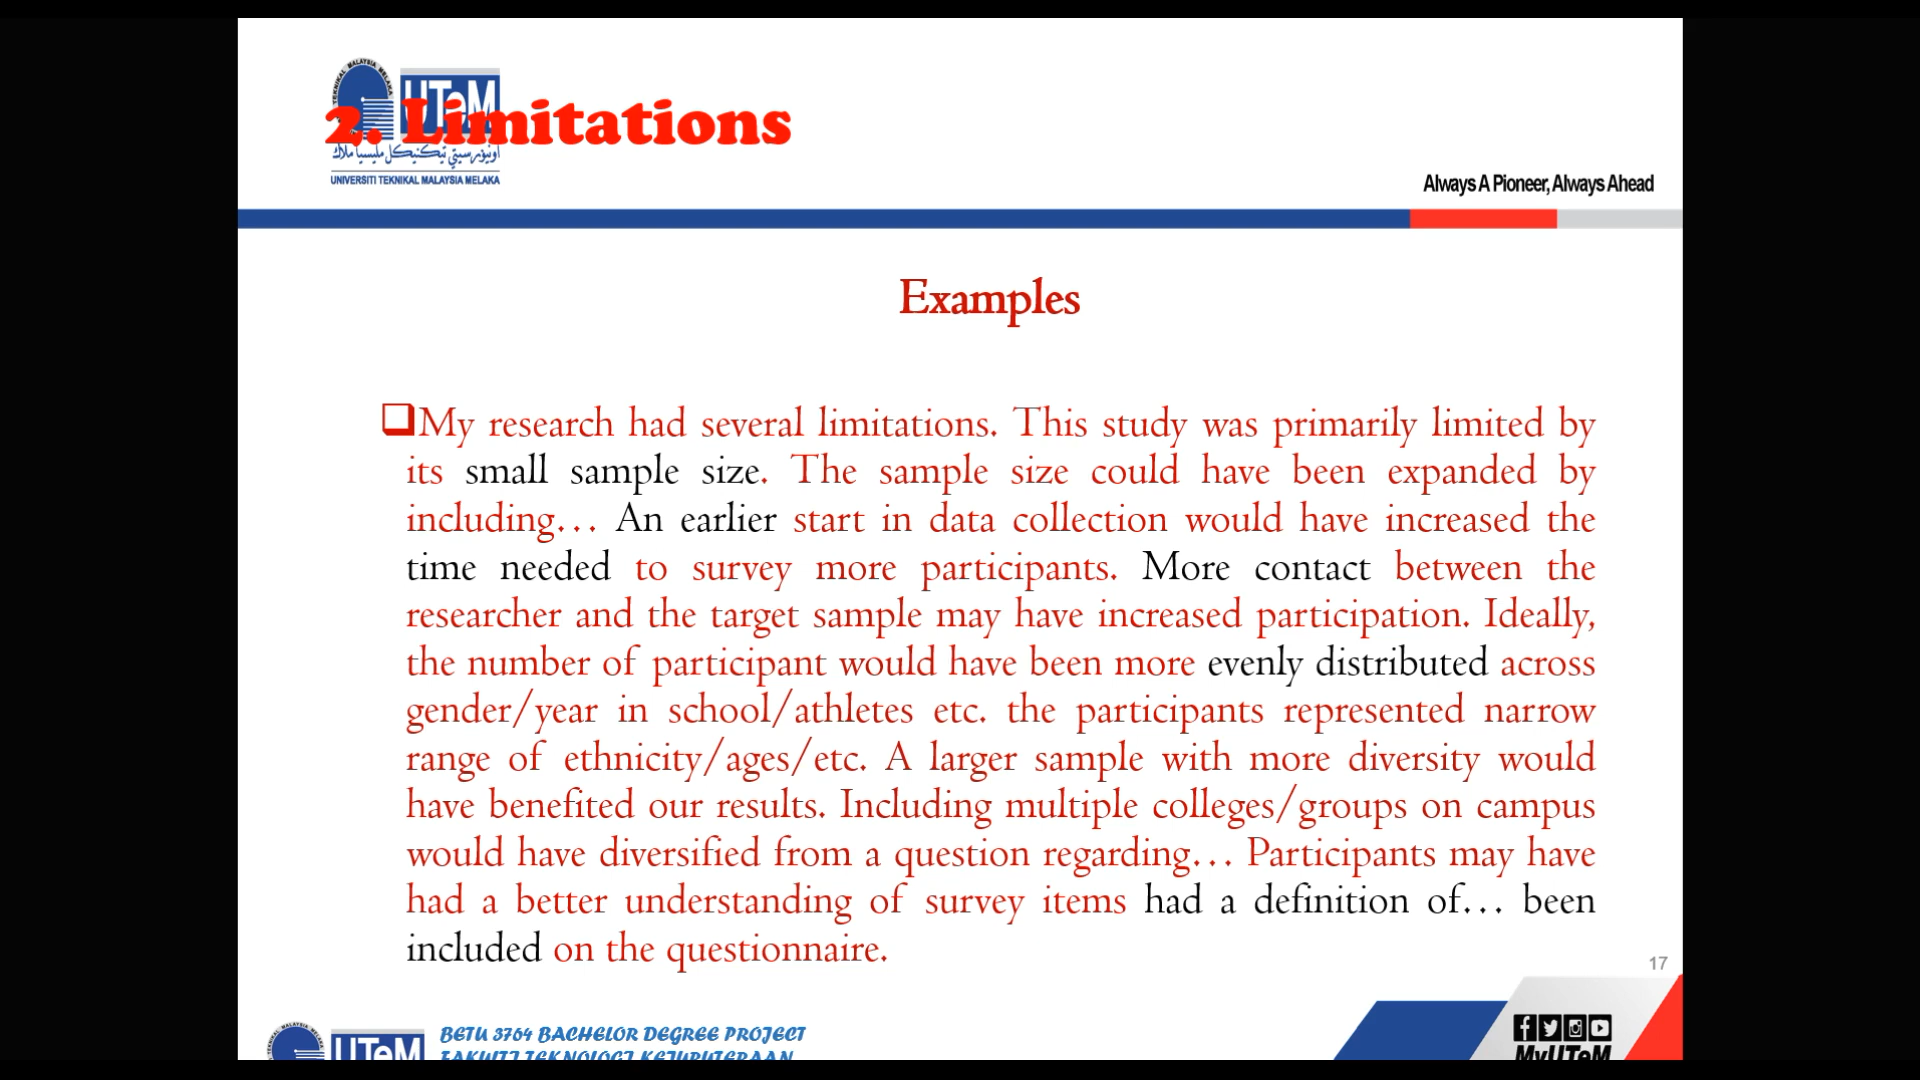 UTeM
2. Limitations
اونيۏرسيتي تيكنيكل مليسيا ملاك
UNIVERSITI TEKNIKAL MALAYSIA MELAKA
Always A Pioneer, Always Ahead
Examples
My research had several limitations. This study was primarily limited by
its small sample size. The sample size could have been expanded by
including… An earlier start in data collection would have increased the
time needed to survey more participants. More contact between the
researcher and the target sample may have increased participation. Ideally,
the number of participant would have been more evenly distributed across
gender/year in school/athletes etc. the participants represented narrow
range of ethnicity/ages/etc. A larger sample with more diversity would
have benefited our results. Including multiple colleges/groups on campus
would have diversified from a question regarding… Participants may have
had a better understanding of survey items had a definition of… been
included on the questionnaire.
17
UTeM
BETU 3764 BACHELOR DEGREE PROJECT
FAKULTI TEKNOLOGI KEJURUTERAAN
MyUTeM